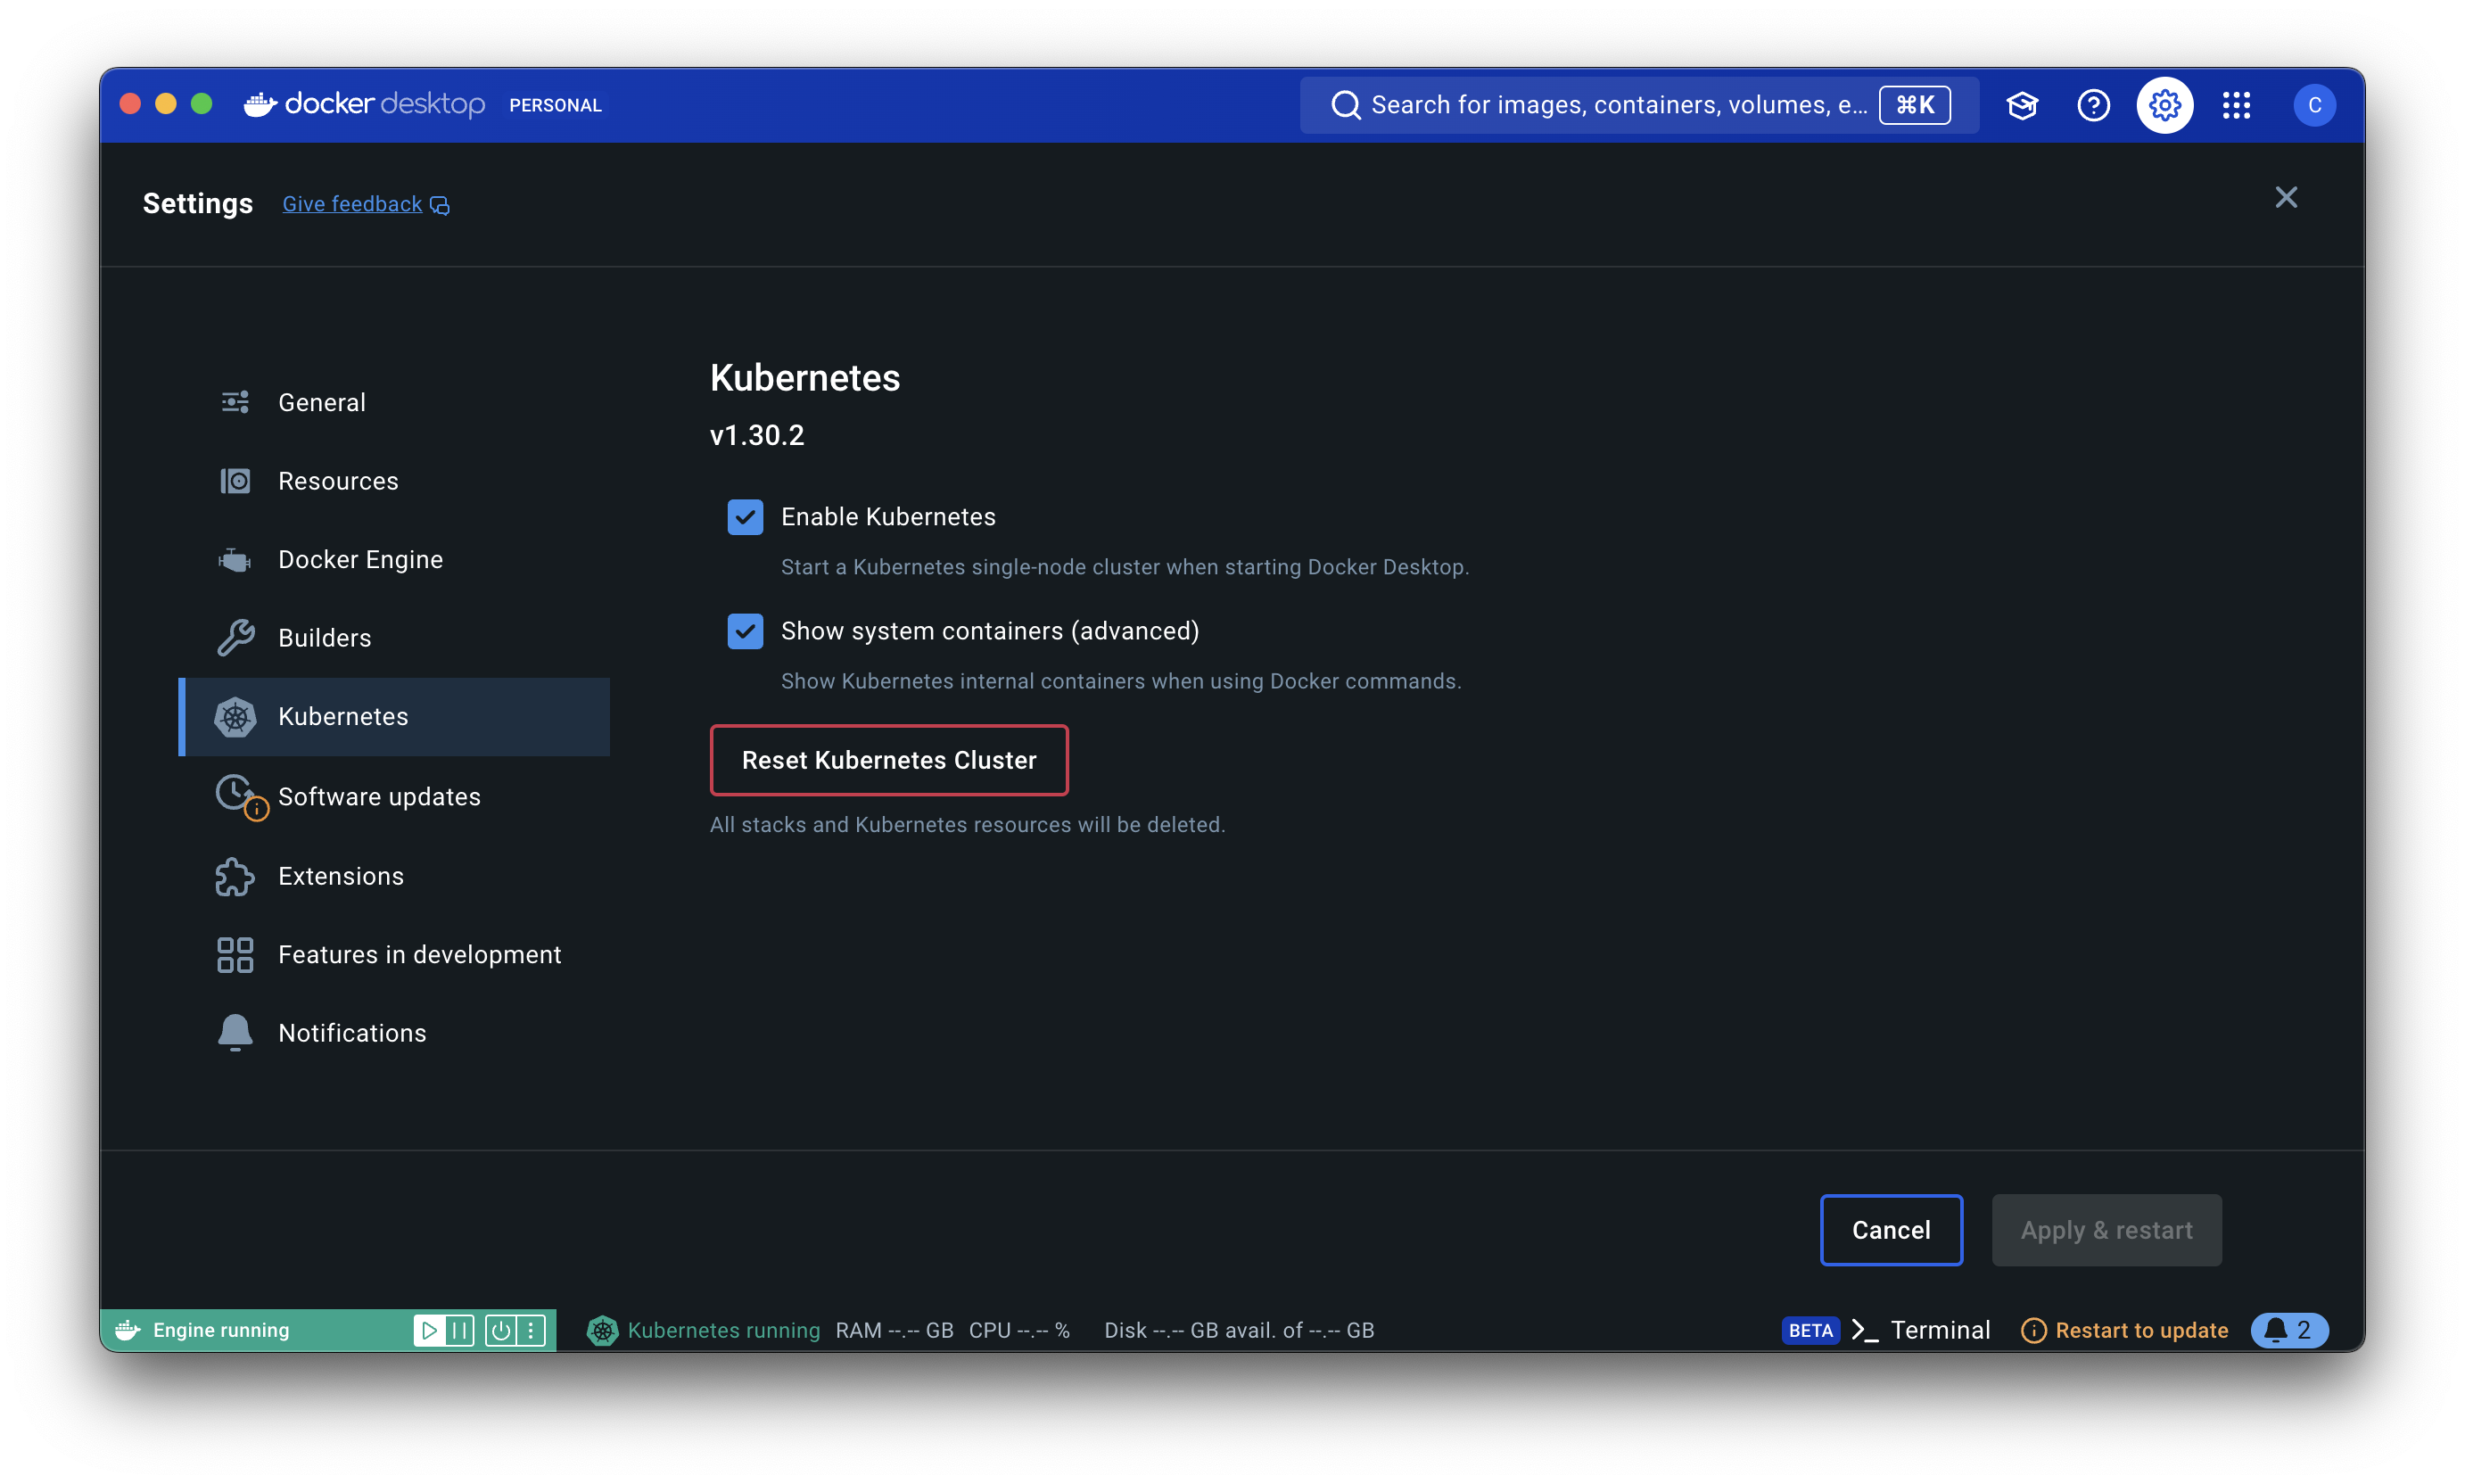 docker desktop PERSONAL
Search for images, containers, volumes, e... ⌘K
C
Settings Give feedback
General
Resources
Docker Engine
Builders
Kubernetes
Software updates
Extensions
Features in development
Notifications
Kubernetes
v1.30.2
Enable Kubernetes
Start a Kubernetes single-node cluster when starting Docker Desktop.
Show system containers (advanced)
Show Kubernetes internal containers when using Docker commands.
Reset Kubernetes Cluster
All stacks and Kubernetes resources will be deleted.
Cancel Apply & restart
Engine running Kubernetes running RAM --.-- GB CPU --.-- % Disk --.-- GB avail. of --.-- GB BETA >_ Terminal Restart to update 2